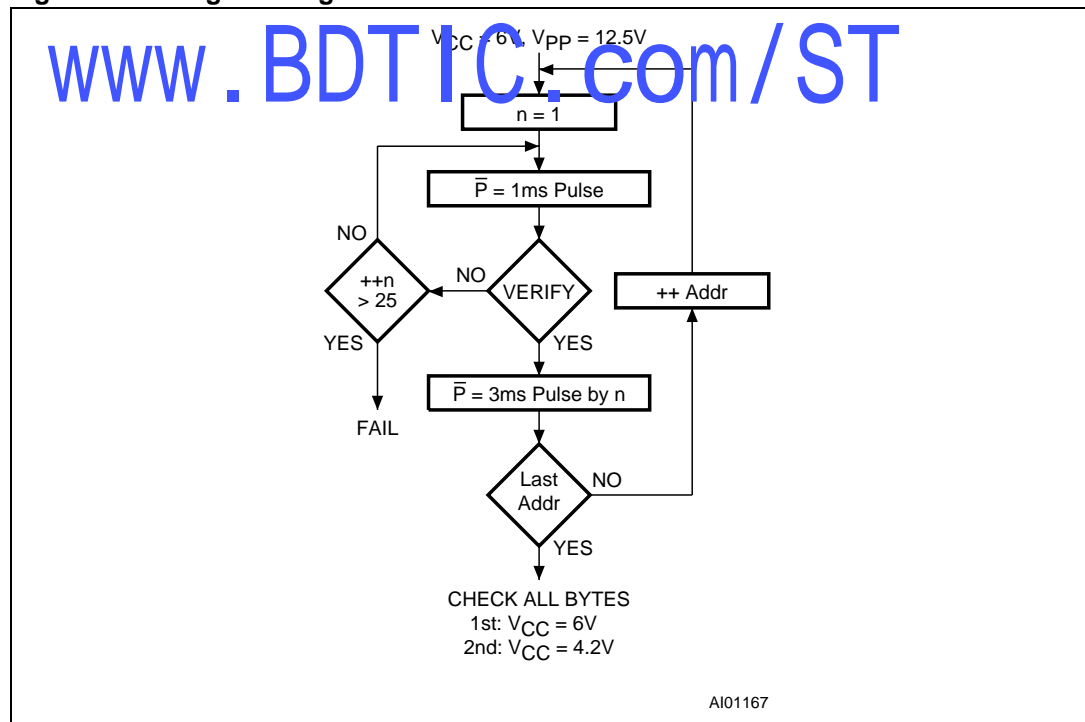 www.BDTIC.com/ST
VCC = 6V, VPP = 12.5V
n = 1
P̅ = 1ms Pulse
NO
++n
> 25
NO
VERIFY
++ Addr
YES
YES
P̅ = 3ms Pulse by n
FAIL
Last
Addr
NO
YES
CHECK ALL BYTES
1st: VCC = 6V
2nd: VCC = 4.2V
AI01167